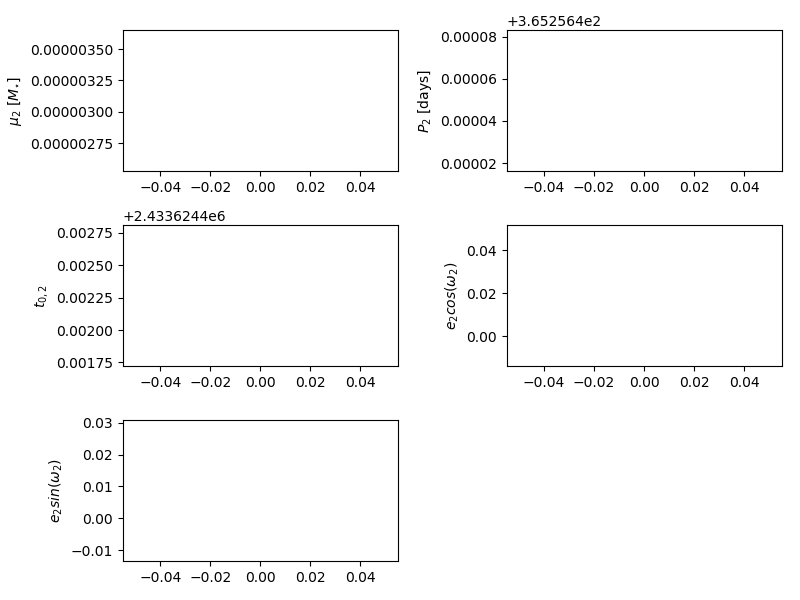 +3.652564e2
μ₂ [M⋆]
0.00000350
0.00000325
0.00000300
0.00000275
−0.04 −0.02 0.00 0.02 0.04
P₂ [days]
0.00008
0.00006
0.00004
0.00002
−0.04 −0.02 0.00 0.02 0.04
+2.4336244e6
t₀,₂
0.00275
0.00250
0.00225
0.00200
0.00175
−0.04 −0.02 0.00 0.02 0.04
e₂cos(ω₂)
0.04
0.02
0.00
−0.04 −0.02 0.00 0.02 0.04
e₂sin(ω₂)
0.03
0.02
0.01
0.00
−0.01
−0.04 −0.02 0.00 0.02 0.04